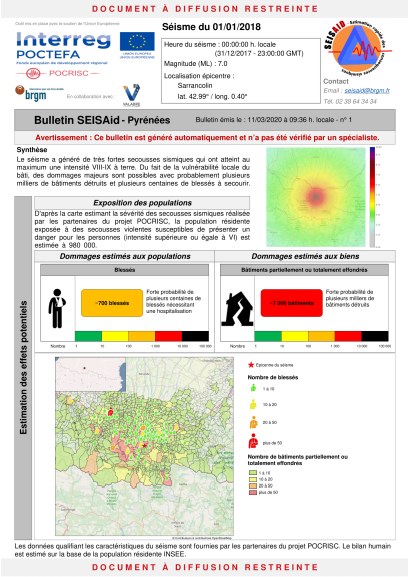 DOCUMENT À DIFFUSION RESTREINTE
Outil mis en place avec le soutien de l'Union Européenne
Interreg
POCTEFA
Fonds européen de développement régional
UNION EUROPÉENNE
POCRISC
brgm
En collaboration avec:
VALABRE
Séisme du 01/01/2018
Heure du séisme : 00:00:00 h. locale
(31/12/2017 - 23:00:00 GMT)
Magnitude (ML) : 7.0
Localisation épicentre :
Sarrancolin
lat. 42.99° / long. 0.40°
SEISAID
Contact
Email : seisaid@brgm.fr
Tél. 02 38 64 34 34
Bulletin SEISAid - Pyrénées
Bulletin émis le : 11/03/2020 à 09:36 h. locale - n° 1
Avertissement : Ce bulletin est généré automatiquement et n'a pas été vérifié par un spécialiste.
Synthèse
Le séisme a généré de très fortes secousses sismiques qui ont atteint au
maximum une intensité VIII-IX à terre. Du fait de la vulnérabilité locale du
bâti, des dommages majeurs sont possibles avec probablement plusieurs
milliers de bâtiments détruits et plusieurs centaines de blessés à secourir.
Estimation des effets potentiels
Exposition des populations
D'après la carte estimant la sévérité des secousses sismiques réalisée
par les partenaires du projet POCRISC, la population résidente
exposée à des secousses violentes susceptibles de présenter un
danger pour les personnes (intensité supérieure ou égale à VI) est
estimée à 980 000.
Dommages estimés aux populations
Dommages estimés aux biens
Blessés
Bâtiments partiellement ou totalement effondrés
~700 blessés
Forte probabilité de
plusieurs centaines de
blessés nécessitant
une hospitalisation
Forte probabilité de
plusieurs milliers de
bâtiments détruits
Nombre 1 10 100 1 000 10 000 100 000
Nombre 1 10 100 1 000 10 000 100 000
Epicentre du séisme
Nombre de blessés
1 à 10
10 à 20
20 à 50
plus de 50
Nombre de bâtiments partiellement ou
totalement effondrés
1 à 10
10 à 20
20 à 50
plus de 50
Les données qualifiant les caractéristiques du séisme sont fournies par les partenaires du projet POCRISC. Le bilan humain
est estimé sur la base de la population résidente INSEE.
DOCUMENT À DIFFUSION RESTREINTE